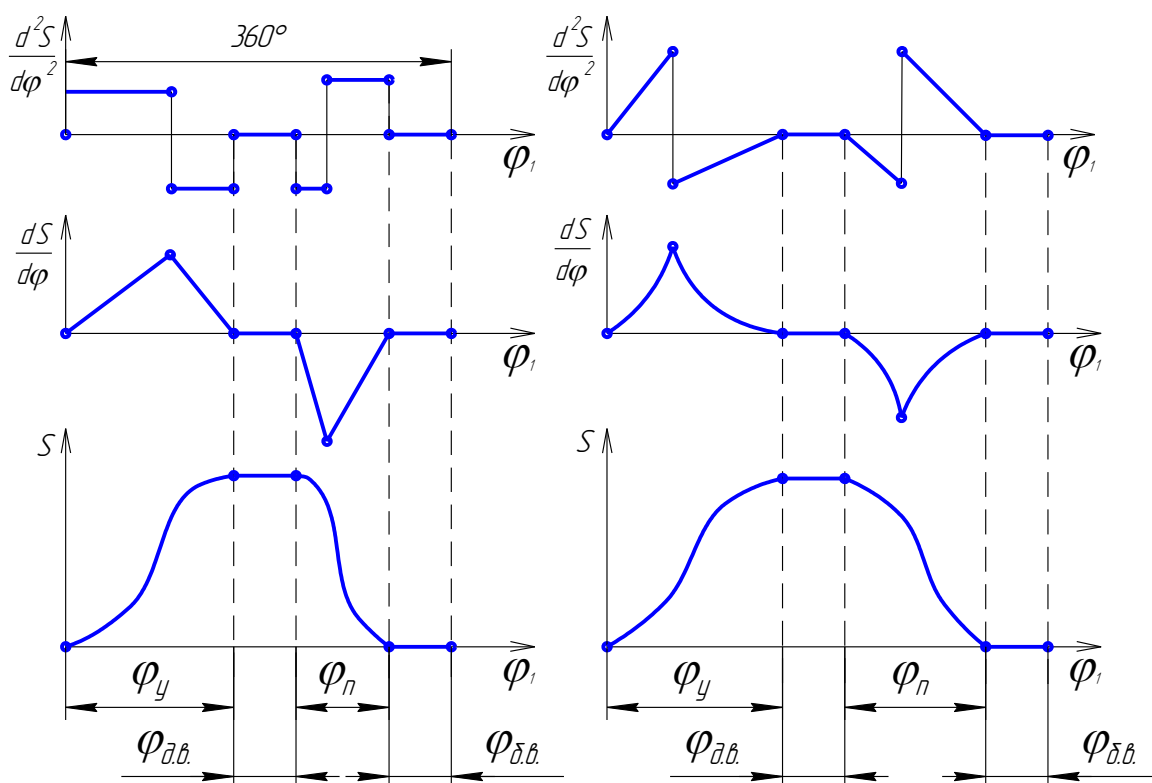 d²S
dφ²
360°
d²S
dφ²
φ₁
φ₁
dS
dφ
dS
dφ
φ₁
φ₁
S
S
φ₁
φ₁
φу
φп
φу
φп
φд.в.
φб.в.
φд.в.
φб.в.